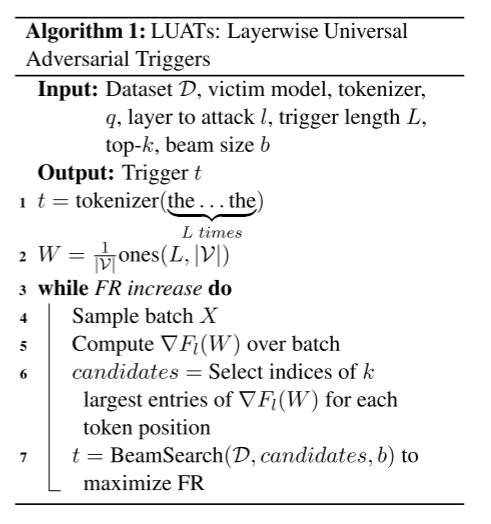 Algorithm 1: LUATs: Layerwise Universal
Adversarial Triggers
Input: Dataset $\mathcal{D}$, victim model, tokenizer,
$q$, layer to attack $l$, trigger length $L$,
top-$k$, beam size $b$
Output: Trigger $t$
1 $t = \text{tokenizer}(\underbrace{\text{the} \ldots \text{the}}_{L \text{ times}})$
2 $W = \frac{1}{|\mathcal{V}|}\text{ones}(L, |\mathcal{V}|)$
3 while FR increase do
4 Sample batch $X$
5 Compute $\nabla F_l(W)$ over batch
6 $candidates =$ Select indices of $k$
largest entries of $\nabla F_l(W)$ for each
token position
7 $t = \text{BeamSearch}(\mathcal{D}, candidates, b)$ to
maximize FR